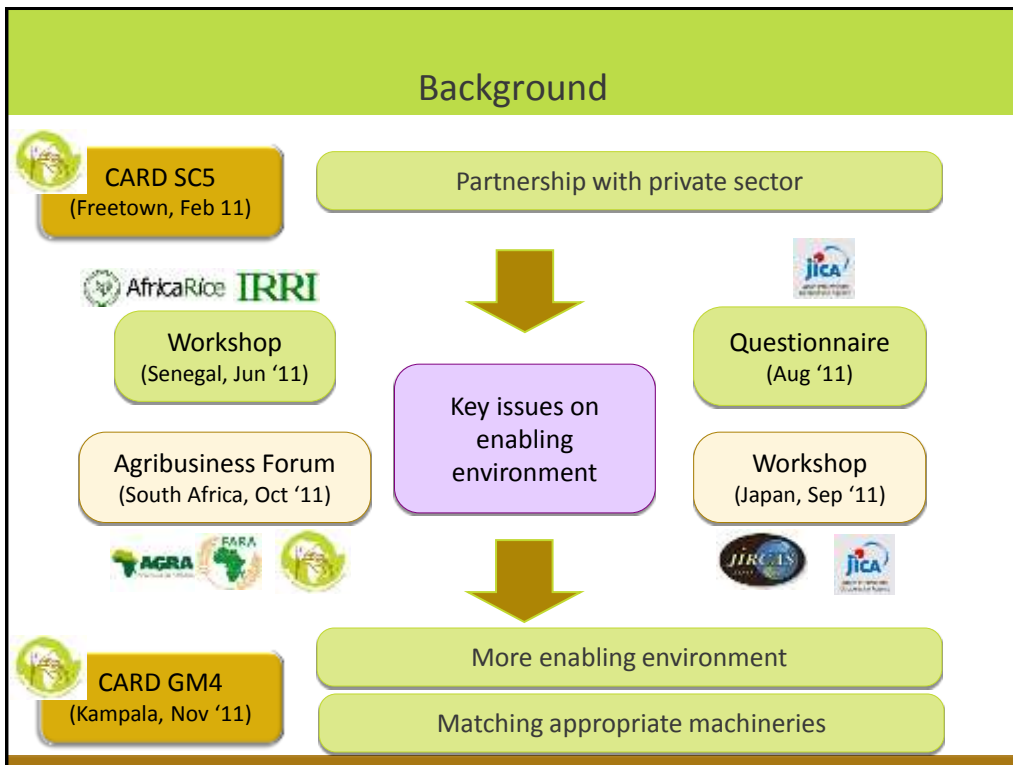 Background
CARD SC5
(Freetown, Feb 11)
Partnership with private sector
AfricaRice IRRI
jICA
Workshop
(Senegal, Jun ‘11)
Questionnaire
(Aug ‘11)
Key issues on
enabling
environment
Agribusiness Forum
(South Africa, Oct ‘11)
Workshop
(Japan, Sep ‘11)
AGRA
FARA
JIRCAS
jICA
More enabling environment
CARD GM4
(Kampala, Nov ‘11)
Matching appropriate machineries